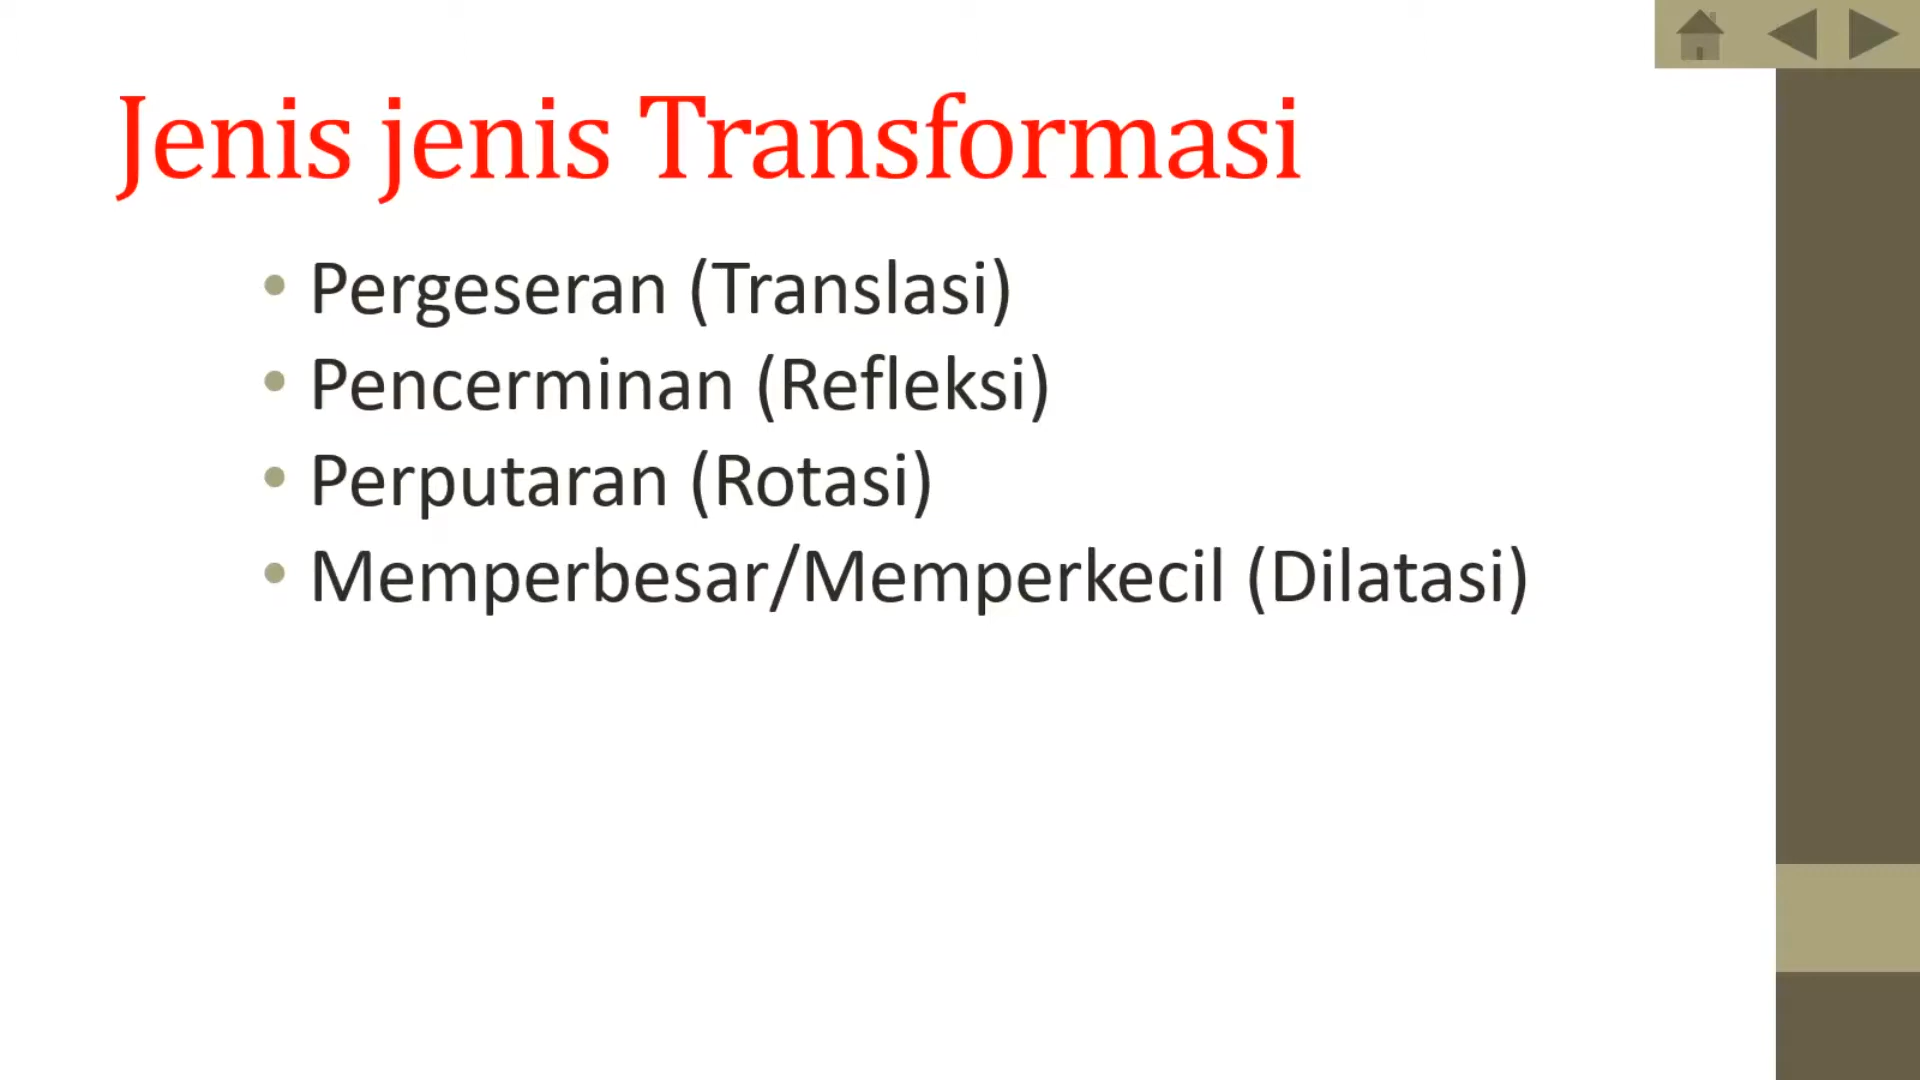 Jenis jenis Transformasi
• Pergeseran (Translasi)
• Pencerminan (Refleksi)
• Perputaran (Rotasi)
• Memperbesar/Memperkecil (Dilatasi)